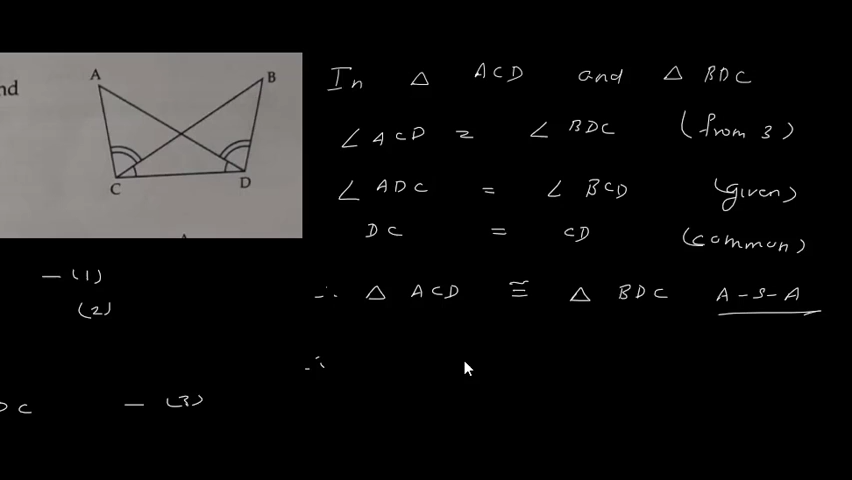 nd
A
B
C
D
In △ ACD and △ BDC
∠ ACD = ∠ BDC (from 3)
∠ ADC = ∠ BCD (given)
DC = CD (common)
∴ △ ACD ≅ △ BDC A-S-A
∴
— (1)
(2)
DC — (3)